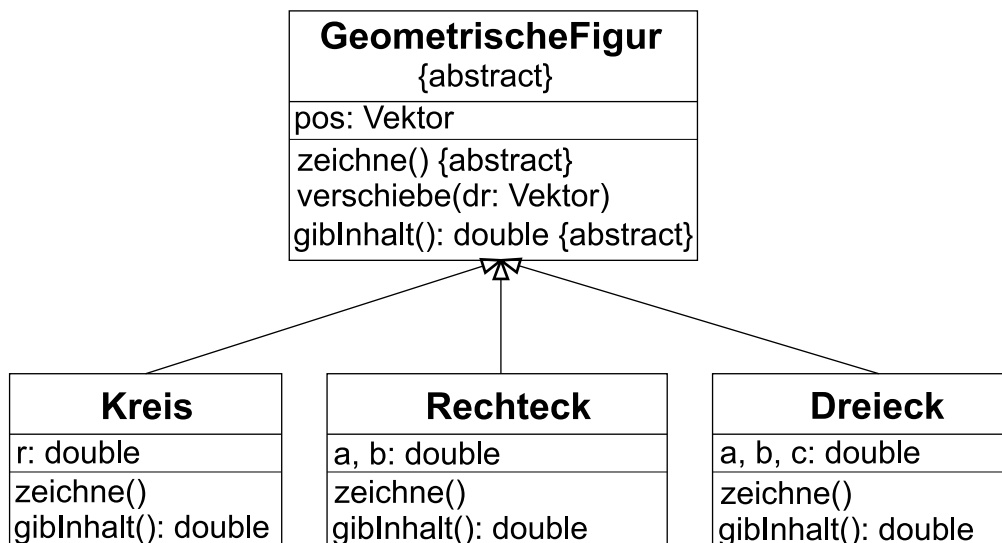 GeometrischeFigur
{abstract}
pos: Vektor
zeichne() {abstract}
verschiebe(dr: Vektor)
gibInhalt(): double {abstract}
Kreis
r: double
zeichne()
gibInhalt(): double
Rechteck
a, b: double
zeichne()
gibInhalt(): double
Dreieck
a, b, c: double
zeichne()
gibInhalt(): double